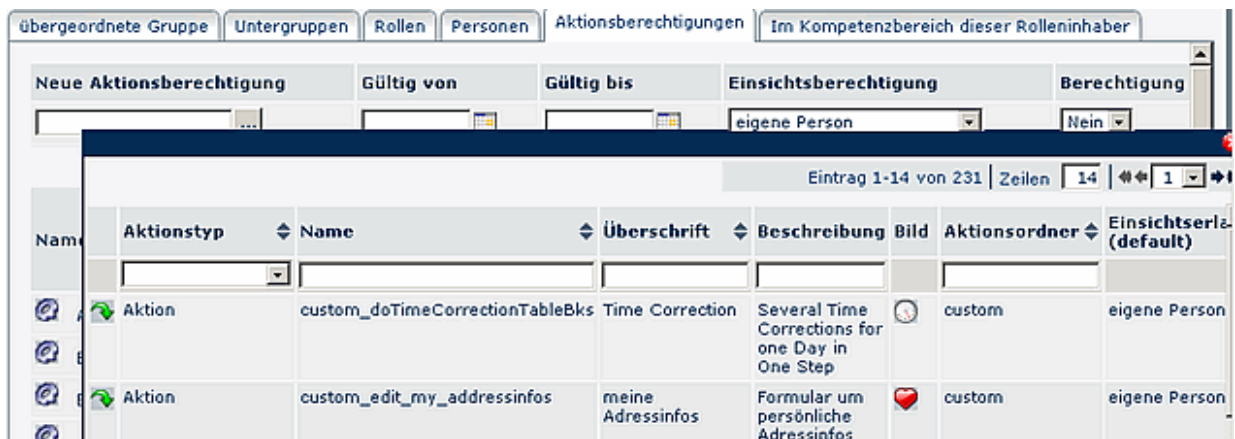 übergeordnete Gruppe Untergruppen Rollen Personen Aktionsberechtigungen Im Kompetenzbereich dieser Rolleninhaber
Neue Aktionsberechtigung Gültig von Gültig bis Einsichtsberechtigung Berechtigung
... eigene Person Nein
Eintrag 1-14 von 231 Zeilen 14 1
Aktionstyp Name Überschrift Beschreibung Bild Aktionsordner
(default)
Aktion custom_doTimeCorrectionTableBks Time Correction Several Time custom eigene Person
Corrections for
one Day in
One Step
Aktion custom_edit_my_addressinfos meine Formular um custom eigene Person
Adressinfos persönliche
Adressinfos